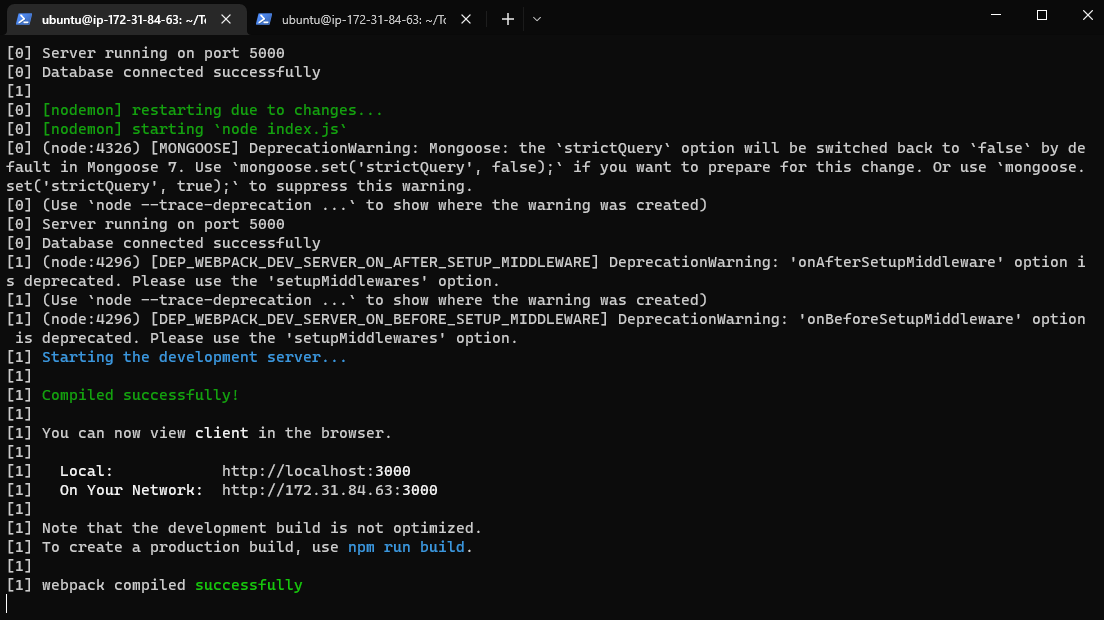 ubuntu@ip-172-31-84-63: ~/To
ubuntu@ip-172-31-84-63: ~/To
[0] Server running on port 5000
[0] Database connected successfully
[1]
[0] [nodemon] restarting due to changes...
[0] [nodemon] starting `node index.js`
[0] (node:4326) [MONGOOSE] DeprecationWarning: Mongoose: the `strictQuery` option will be switched back to `false` by de
fault in Mongoose 7. Use `mongoose.set('strictQuery', false);` if you want to prepare for this change. Or use `mongoose.
set('strictQuery', true);` to suppress this warning.
[0] (Use `node --trace-deprecation ...` to show where the warning was created)
[0] Server running on port 5000
[0] Database connected successfully
[1] (node:4296) [DEP_WEBPACK_DEV_SERVER_ON_AFTER_SETUP_MIDDLEWARE] DeprecationWarning: 'onAfterSetupMiddleware' option i
s deprecated. Please use the 'setupMiddlewares' option.
[1] (Use `node --trace-deprecation ...` to show where the warning was created)
[1] (node:4296) [DEP_WEBPACK_DEV_SERVER_ON_BEFORE_SETUP_MIDDLEWARE] DeprecationWarning: 'onBeforeSetupMiddleware' option
 is deprecated. Please use the 'setupMiddlewares' option.
[1] Starting the development server...
[1]
[1] Compiled successfully!
[1]
[1] You can now view client in the browser.
[1]
[1]   Local:            http://localhost:3000
[1]   On Your Network:  http://172.31.84.63:3000
[1]
[1] Note that the development build is not optimized.
[1] To create a production build, use npm run build.
[1]
[1] webpack compiled successfully